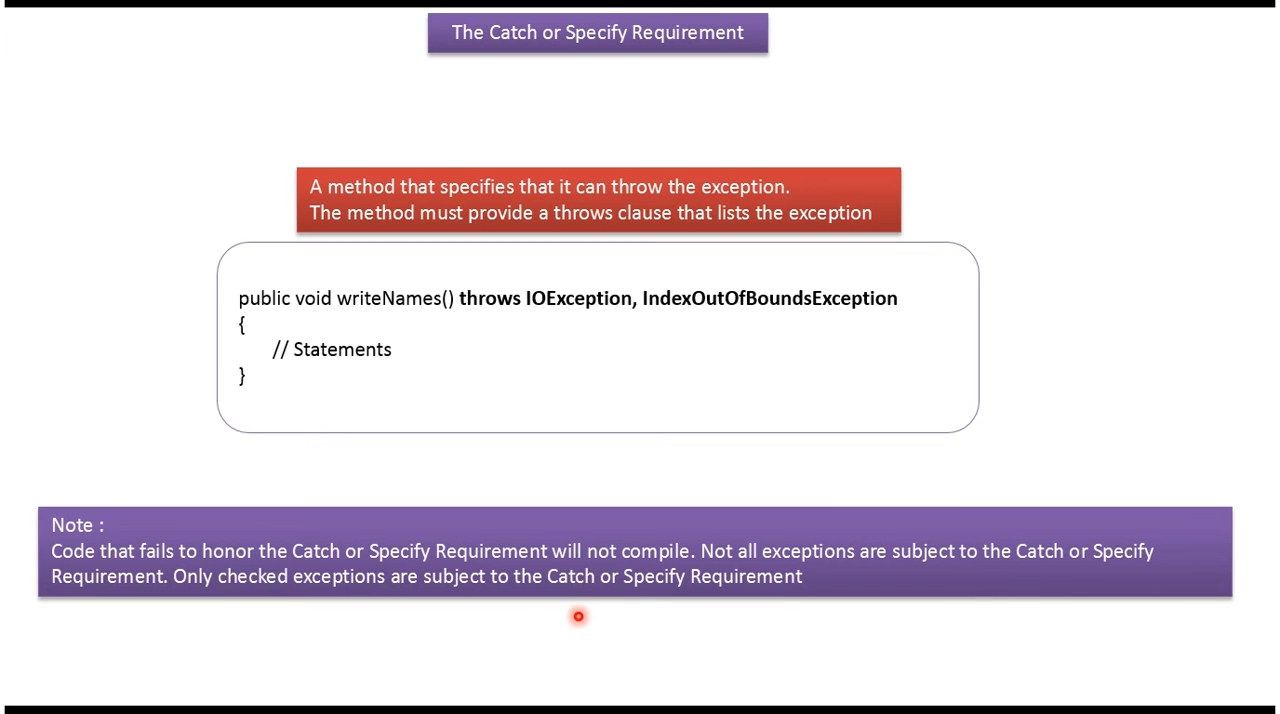 The Catch or Specify Requirement
A method that specifies that it can throw the exception.
The method must provide a throws clause that lists the exception
public void writeNames() throws IOException, IndexOutOfBoundsException
{
// Statements
}
Note :
Code that fails to honor the Catch or Specify Requirement will not compile. Not all exceptions are subject to the Catch or Specify
Requirement. Only checked exceptions are subject to the Catch or Specify Requirement